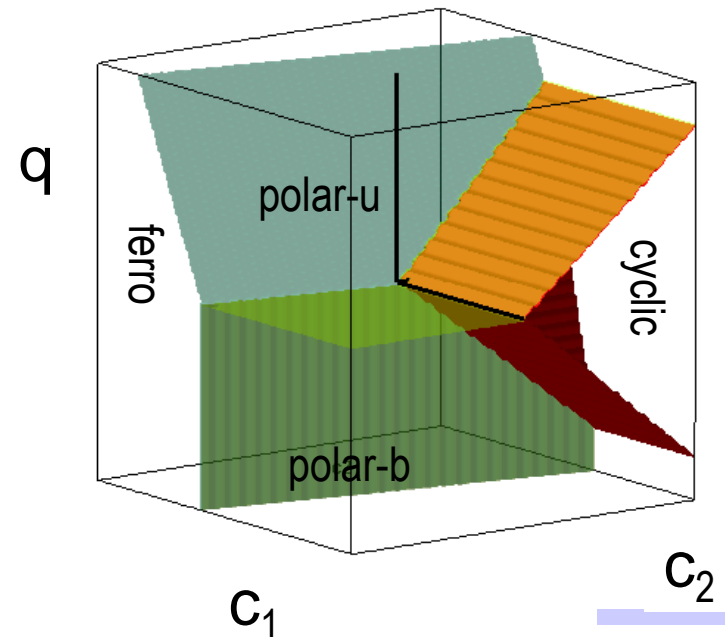 q
polar-u
ferro
cyclic
polar-b
c₁
c₂